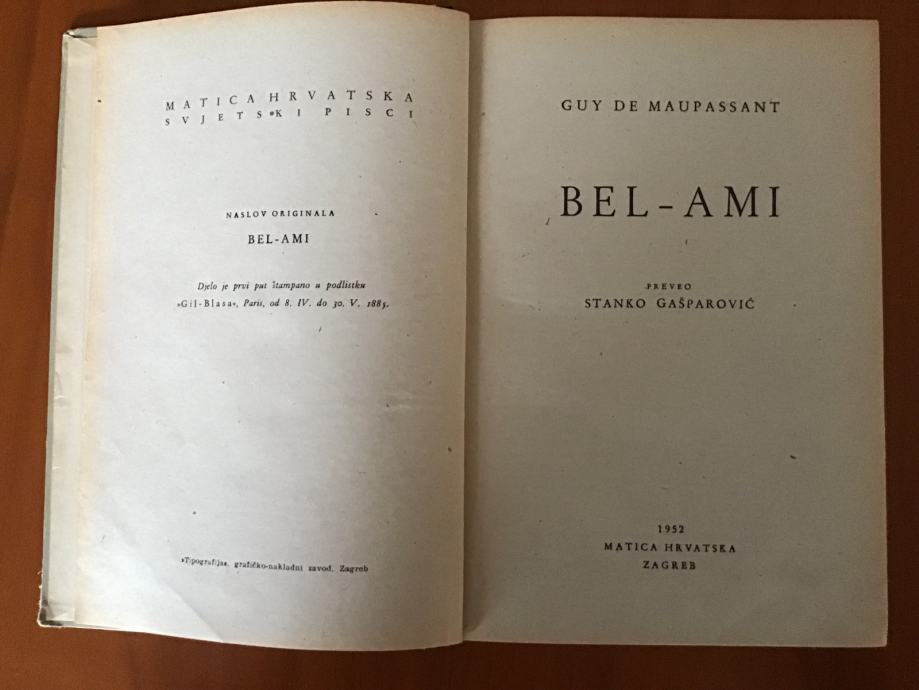 MATICA HRVATSKA
SVJETSKI PISCI
NASLOV ORIGINALA
BEL-AMI
Djelo je prvi put štampano u podlistku
»Gil-Blasa«, Paris, od 8. IV. do 30. V. 1885.
»Tipografija«, grafičko-nakladni zavod, Zagreb
GUY DE MAUPASSANT
BEL-AMI
PREVEO
STANKO GAŠPAROVIĆ
1952
MATICA HRVATSKA
ZAGREB